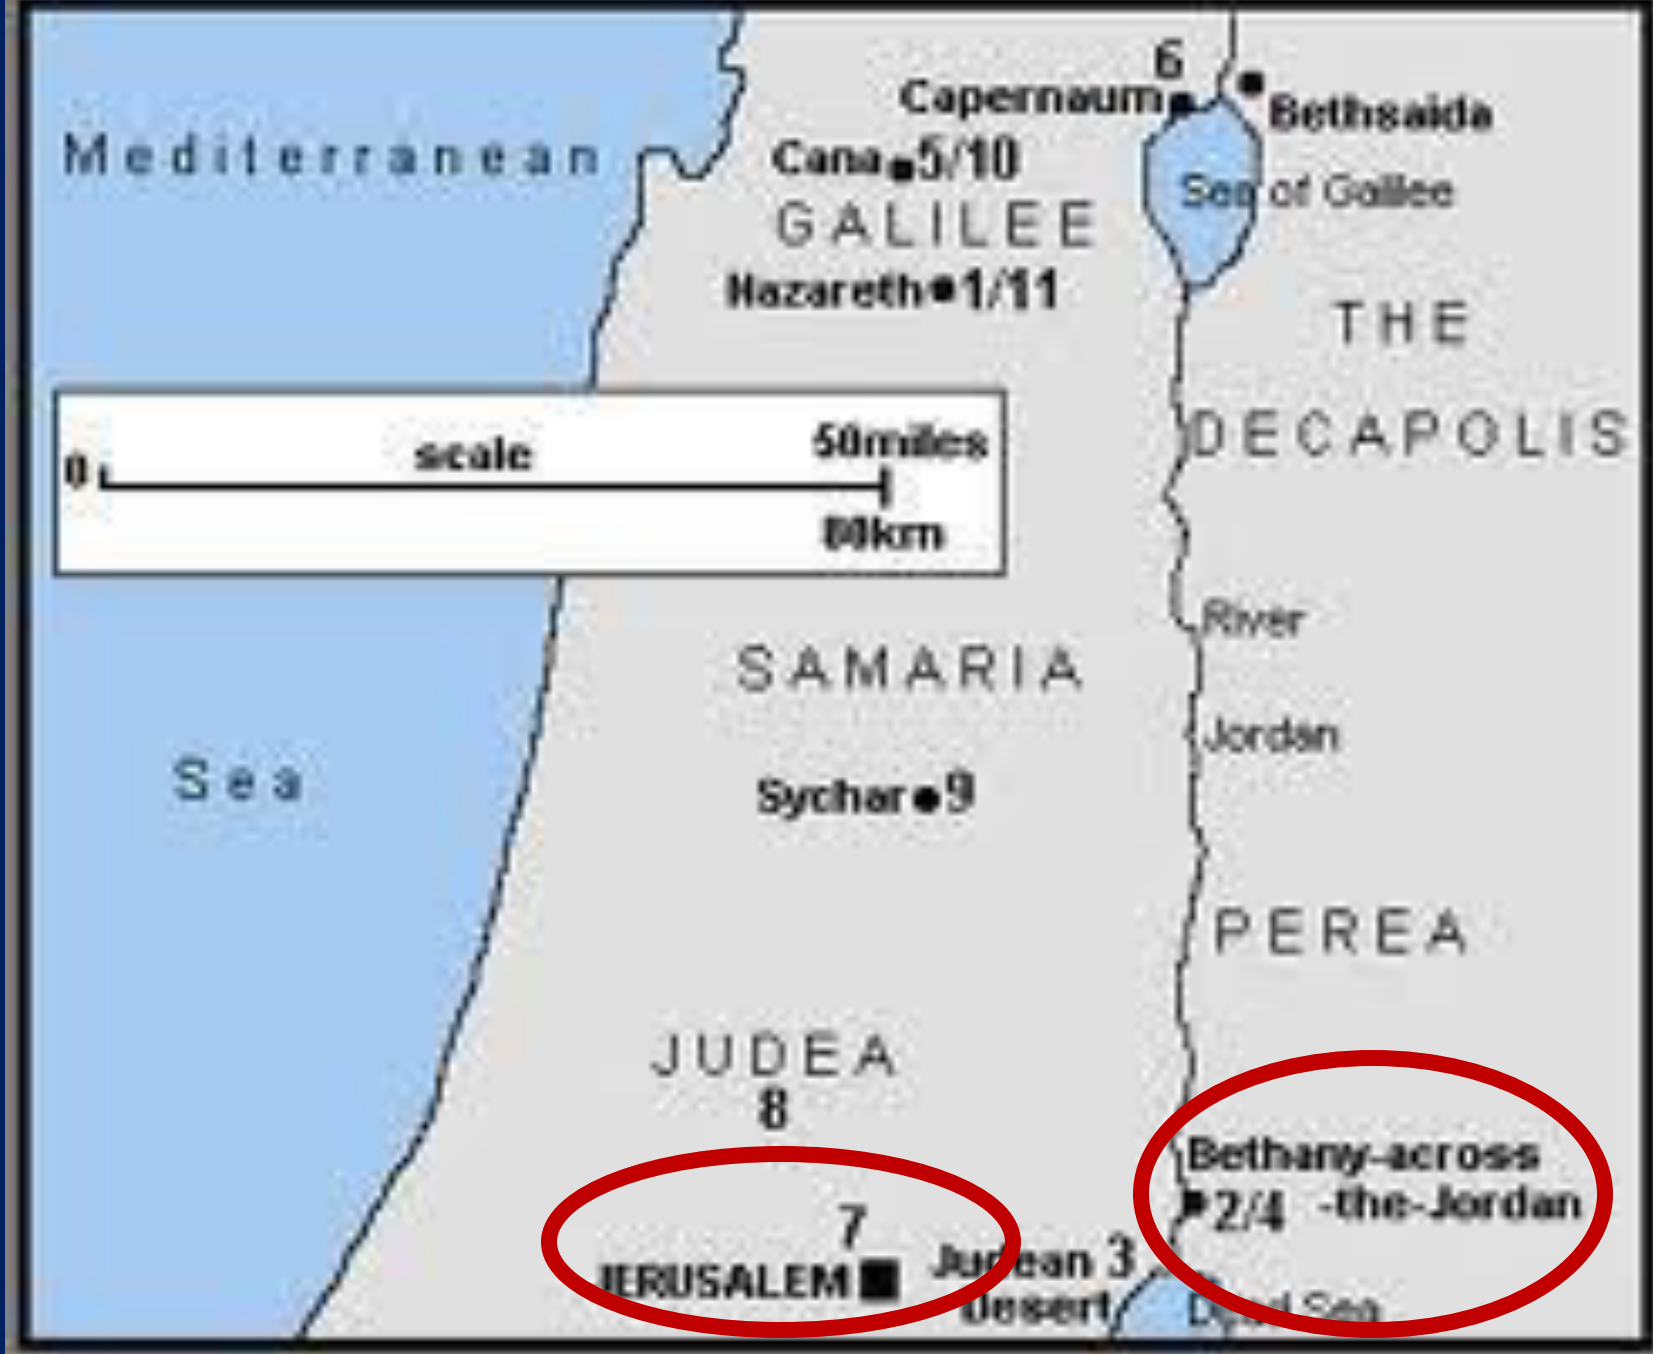 6
Capernaum
Bethsaida
Mediterranean
Cana 5/10
Sea of Galilee
GALILEE
Nazareth 1/11
THE
DECAPOLIS
scale
50miles
0
80km
River
SAMARIA
Jordan
Sea
Sychar 9
PEREA
JUDEA
8
Bethany-across
2/4 -the-Jordan
7
JERUSALEM
Judean 3
Desert
Dead Sea